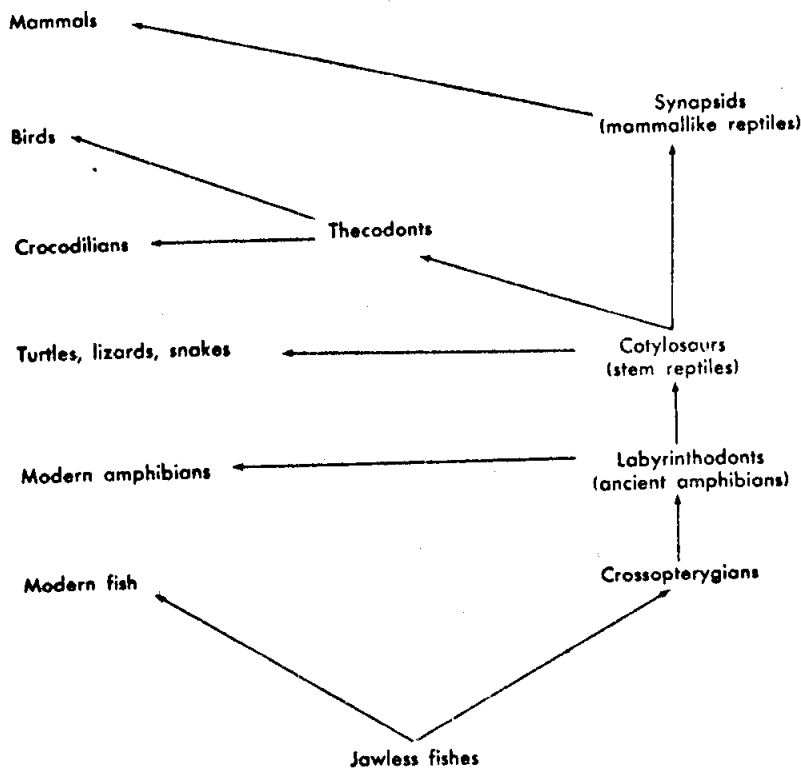 Mammals
Synapsids
(mammallike reptiles)
Birds
Thecodonts
Crocodilians
Turtles, lizards, snakes
Cotylosaurs
(stem reptiles)
Modern amphibians
Labyrinthodonts
(ancient amphibians)
Modern fish
Crossopterygians
Jawless fishes